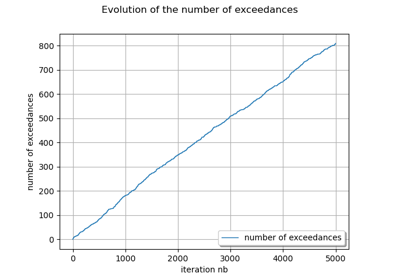 Evolution of the number of exceedances
800
700
600
500
400
300
200
100
0
number of exceedances
number of exceedances
0 1000 2000 3000 4000 5000
iteration nb